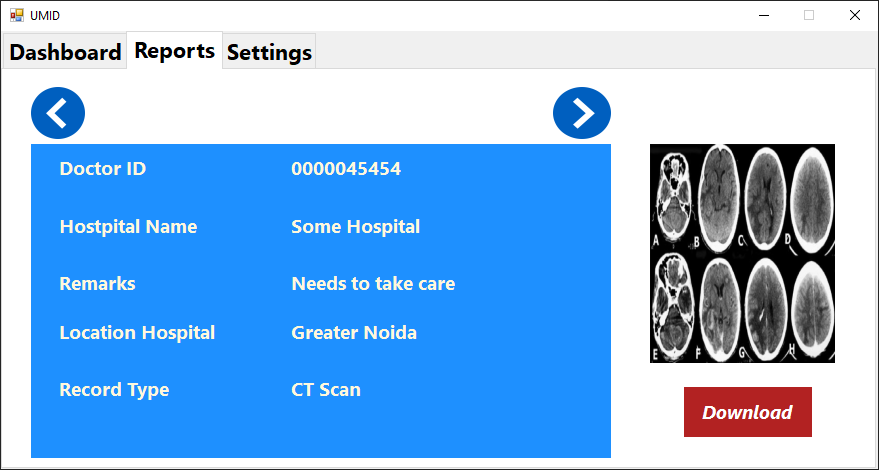 UMID
Dashboard Reports Settings
Doctor ID 0000045454
Hostpital Name Some Hospital
Remarks Needs to take care
Location Hospital Greater Noida
Record Type CT Scan
A B C D
E F G H
Download